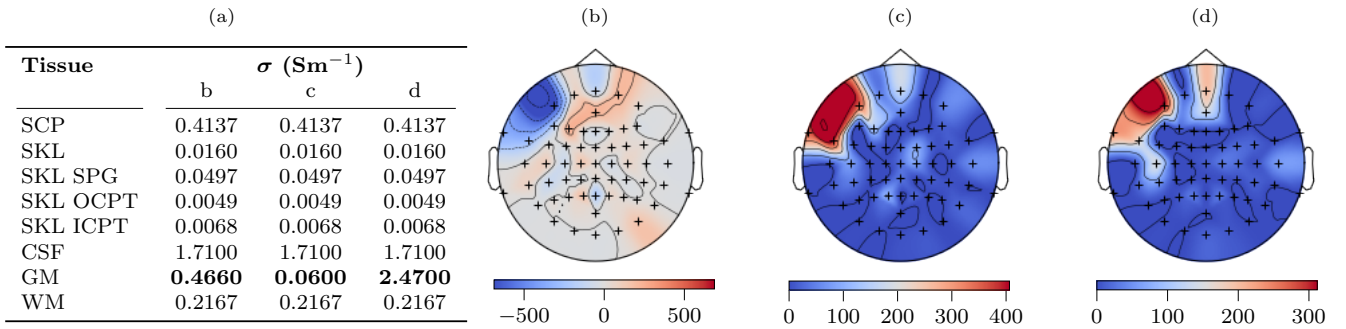 (a) (b) (c) (d)
Tissue σ (Sm⁻¹)
b c d
SCP 0.4137 0.4137 0.4137
SKL 0.0160 0.0160 0.0160
SKL SPG 0.0497 0.0497 0.0497
SKL OCPT 0.0049 0.0049 0.0049
SKL ICPT 0.0068 0.0068 0.0068
CSF 1.7100 1.7100 1.7100
GM 0.4660 0.0600 2.4700
WM 0.2167 0.2167 0.2167
−500 0 500
0 100 200 300 400
0 100 200 300